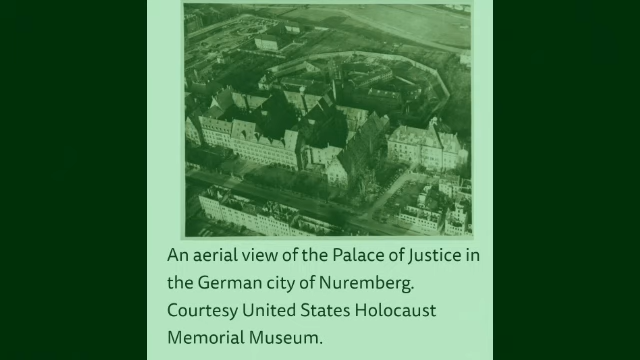 An aerial view of the Palace of Justice in
the German city of Nuremberg.
Courtesy United States Holocaust
Memorial Museum.